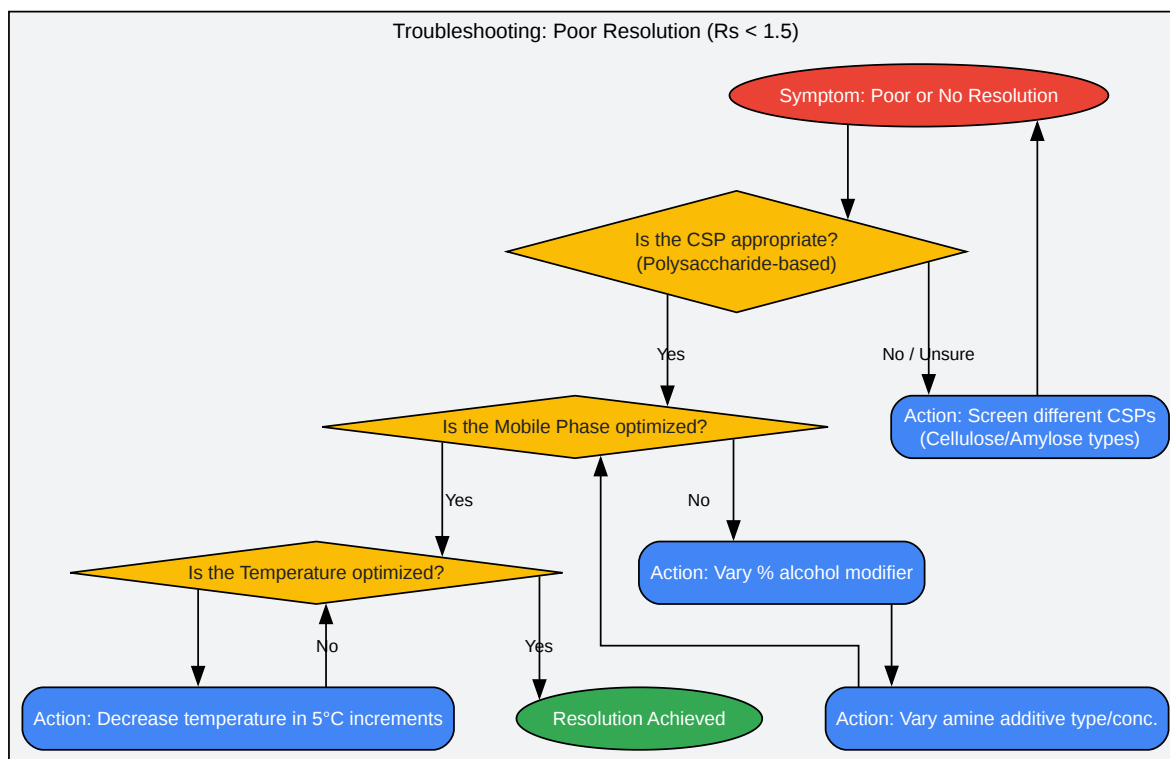 Troubleshooting: Poor Resolution (Rs < 1.5)
Symptom: Poor or No Resolution
Is the CSP appropriate?
(Polysaccharide-based)
Yes
No / Unsure
Action: Screen different CSPs
(Cellulose/Amylose types)
Is the Mobile Phase optimized?
Yes
No
Is the Temperature optimized?
Action: Vary % alcohol modifier
No
Yes
Action: Decrease temperature in 5°C increments
Resolution Achieved
Action: Vary amine additive type/conc.